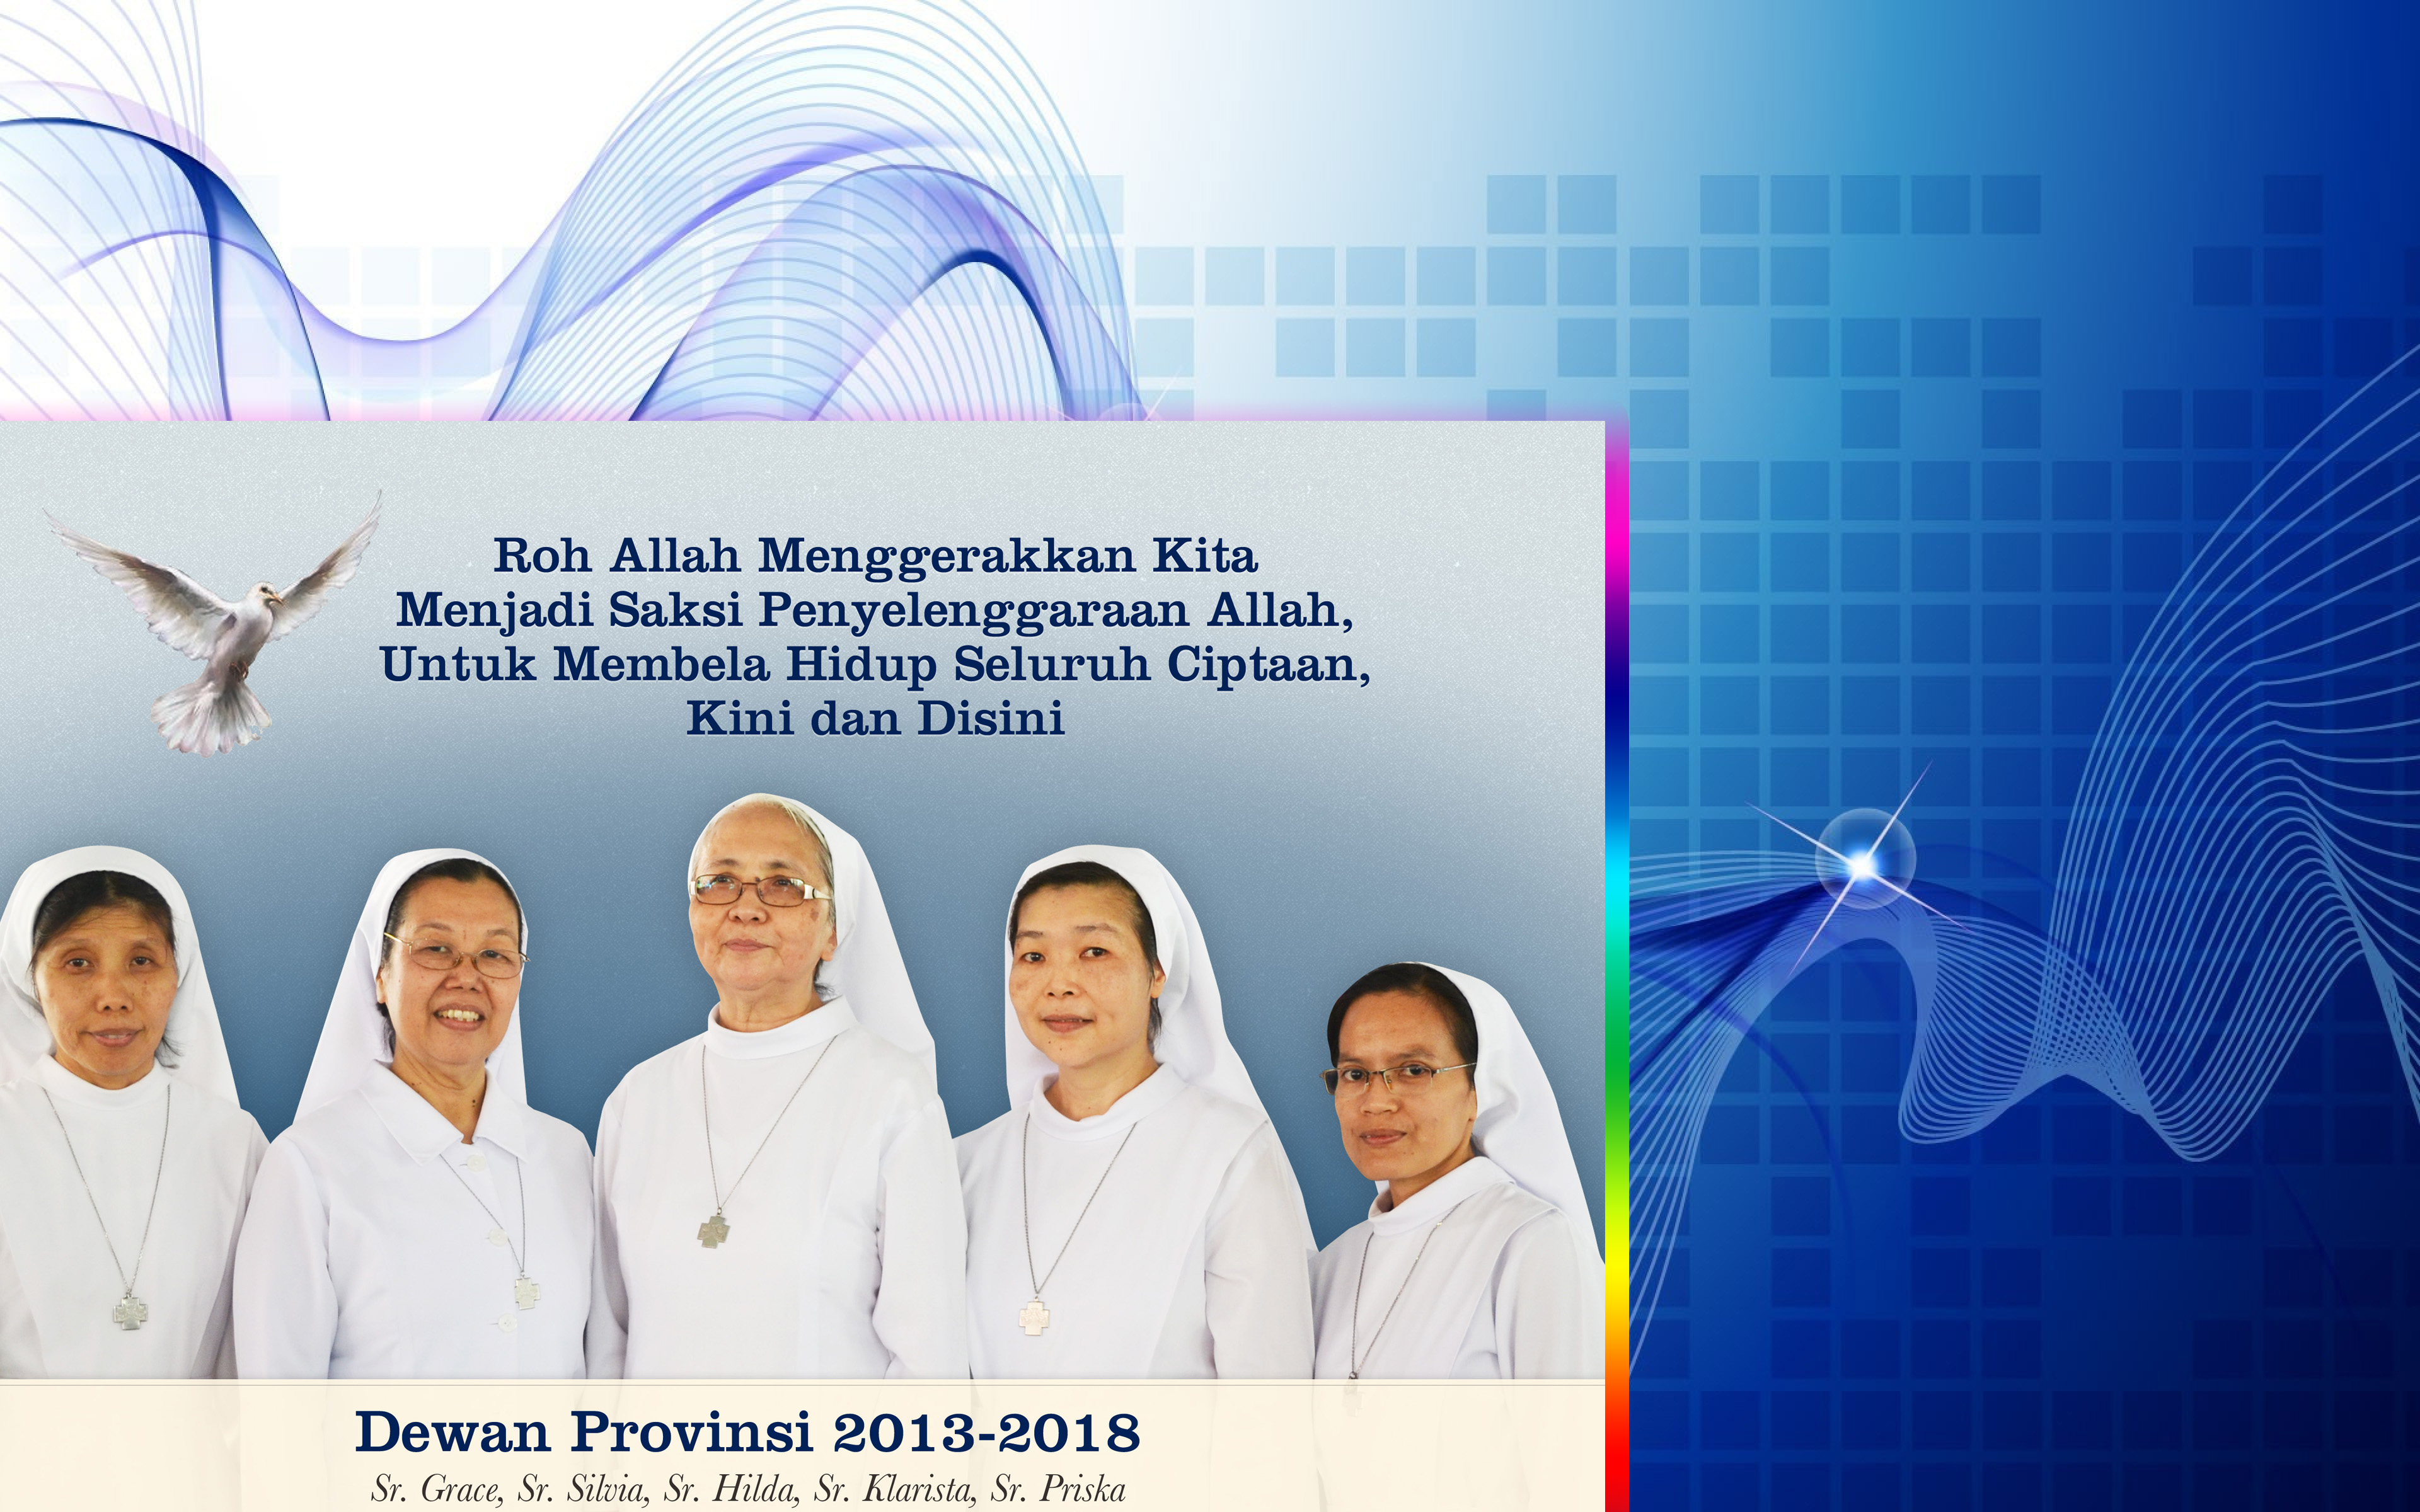 Roh Allah Menggerakkan Kita
Menjadi Saksi Penyelenggaraan Allah,
Untuk Membela Hidup Seluruh Ciptaan,
Kini dan Disini
Dewan Provinsi 2013-2018
Sr. Grace, Sr. Silvia, Sr. Hilda, Sr. Klarista, Sr. Priska